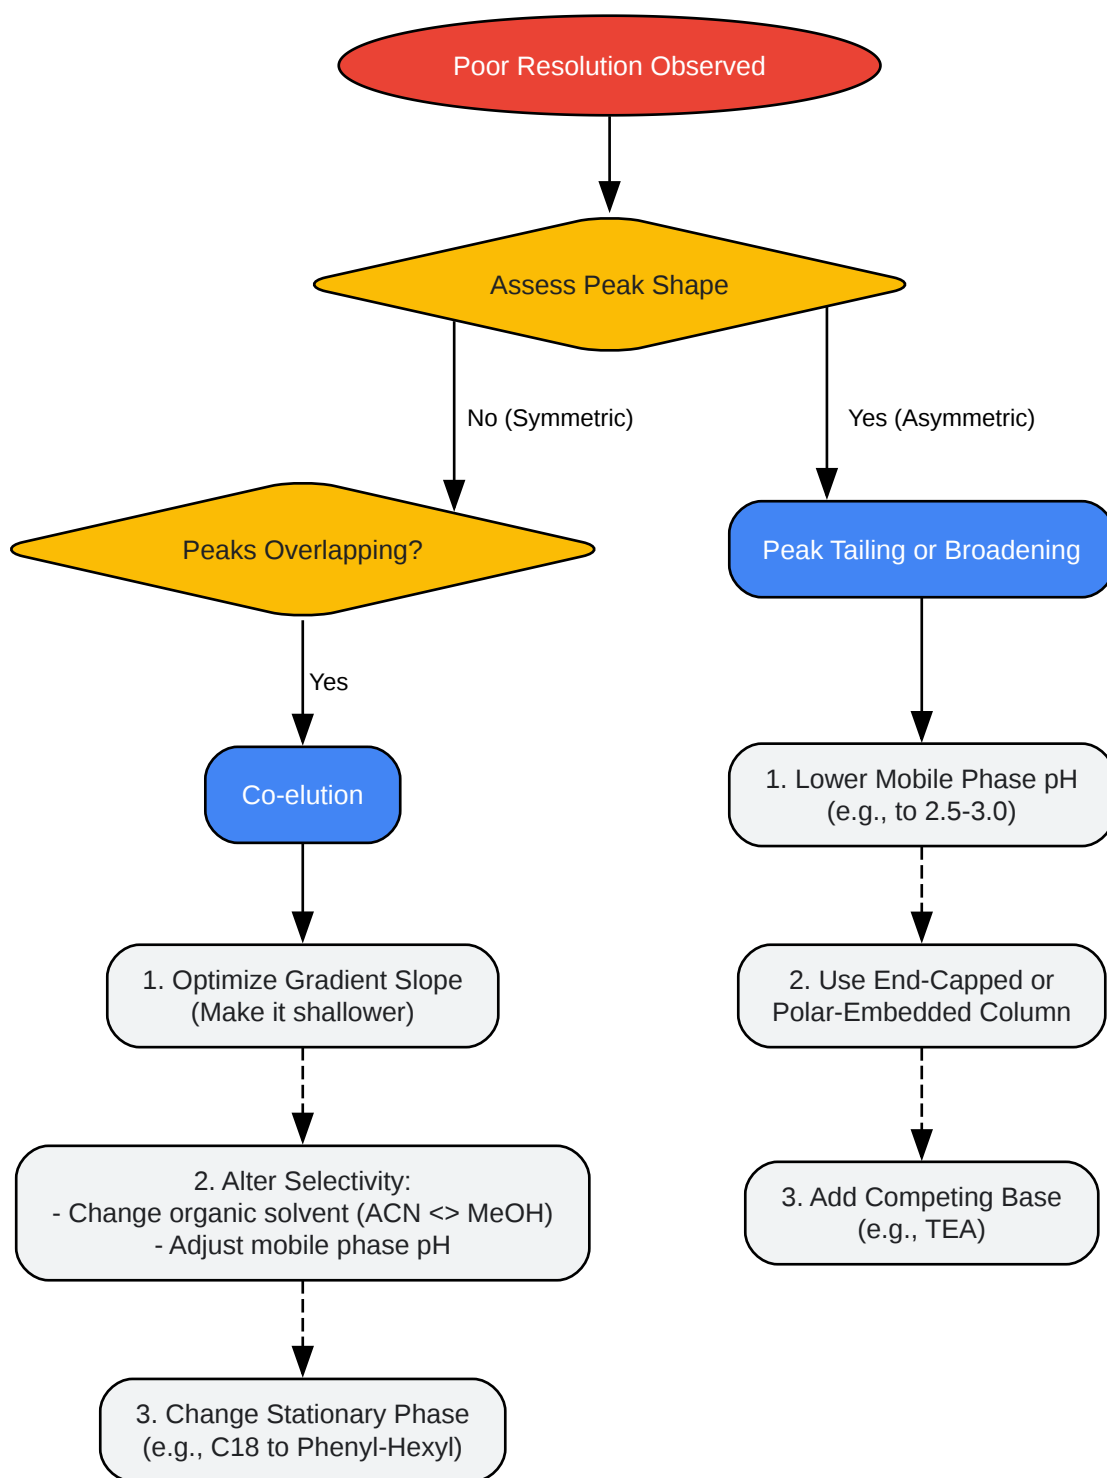 Poor Resolution Observed
Assess Peak Shape
No (Symmetric)
Yes (Asymmetric)
Peaks Overlapping?
Peak Tailing or Broadening
Yes
Co-elution
1. Lower Mobile Phase pH
(e.g., to 2.5-3.0)
1. Optimize Gradient Slope
(Make it shallower)
2. Use End-Capped or
Polar-Embedded Column
2. Alter Selectivity:
- Change organic solvent (ACN <> MeOH)
- Adjust mobile phase pH
3. Add Competing Base
(e.g., TEA)
3. Change Stationary Phase
(e.g., C18 to Phenyl-Hexyl)